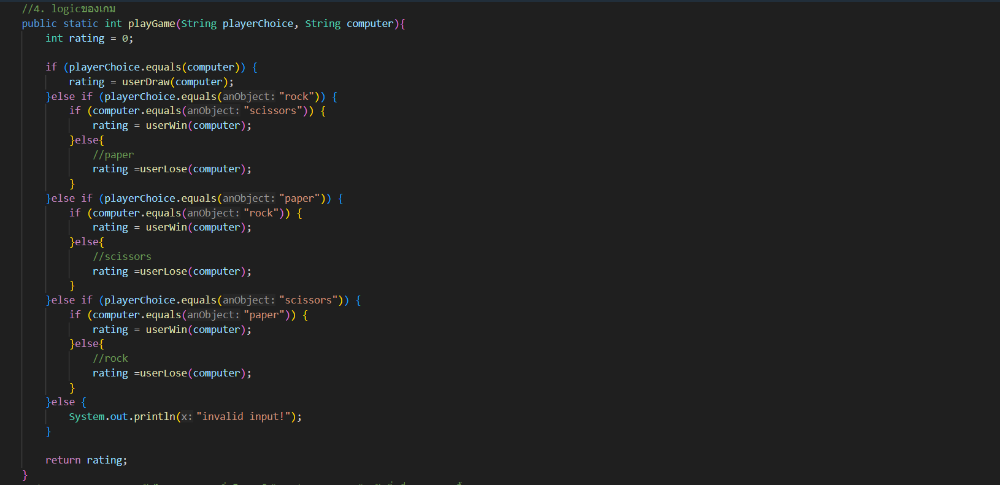 //4. logicของเกม
public static int playGame(String playerChoice, String computer){
int rating = 0;
if (playerChoice.equals(computer)) {
rating = userDraw(computer);
}else if (playerChoice.equals(anObject: "rock")) {
if (computer.equals(anObject: "scissors")) {
rating = userWin(computer);
}else{
//paper
rating =userLose(computer);
}
}else if (playerChoice.equals(anObject: "paper")) {
if (computer.equals(anObject: "rock")) {
rating = userWin(computer);
}else{
//scissors
rating =userLose(computer);
}
}else if (playerChoice.equals(anObject: "scissors")) {
if (computer.equals(anObject: "paper")) {
rating = userWin(computer);
}else{
//rock
rating =userLose(computer);
}
}else {
System.out.println(x: "invalid input!");
}
return rating;
}